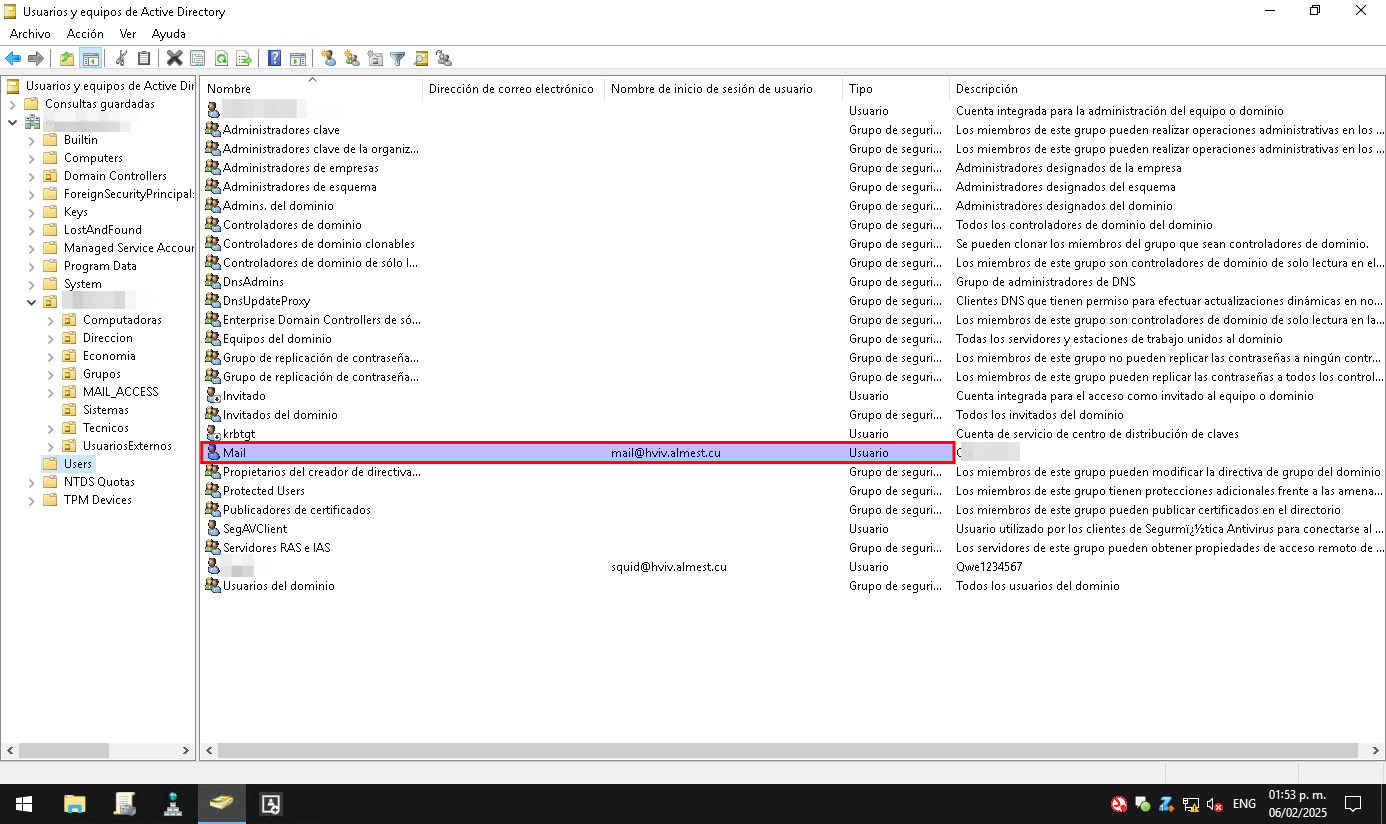 Usuarios y equipos de Active Directory
Archivo Acción Ver Ayuda
Usuarios y equipos de Active Dir
Consultas guardadas
Builtin
Computers
Domain Controllers
ForeignSecurityPrincipal:
Keys
LostAndFound
Managed Service Accour
Program Data
System
Computadoras
Direccion
Economia
Grupos
MAIL_ACCESS
Sistemas
Tecnicos
UsuariosExternos
Users
NTDS Quotas
TPM Devices
Nombre Dirección de correo electrónico Nombre de inicio de sesión de usuario Tipo Descripción
Usuario Cuenta integrada para la administración del equipo o dominio
Administradores clave Grupo de seguri... Los miembros de este grupo pueden realizar operaciones administrativas en los ...
Administradores clave de la organiz... Grupo de seguri... Los miembros de este grupo pueden realizar operaciones administrativas en los ...
Administradores de empresas Grupo de seguri... Administradores designados de la empresa
Administradores de esquema Grupo de seguri... Administradores designados del esquema
Admins. del dominio Grupo de seguri... Administradores designados del dominio
Controladores de dominio Grupo de seguri... Todos los controladores de dominio del dominio
Controladores de dominio clonables Grupo de seguri... Se pueden clonar los miembros del grupo que sean controladores de dominio.
Controladores de dominio de sólo l... Grupo de seguri... Los miembros de este grupo son controladores de dominio de solo lectura en el...
DnsAdmins Grupo de seguri... Grupo de administradores de DNS
DnsUpdateProxy Grupo de seguri... Clientes DNS que tienen permiso para efectuar actualizaciones dinámicas en no...
Enterprise Domain Controllers de só... Grupo de seguri... Los miembros de este grupo son controladores de dominio de solo lectura en la...
Equipos del dominio Grupo de seguri... Todas los servidores y estaciones de trabajo unidos al dominio
Grupo de replicación de contraseña... Grupo de seguri... Los miembros de este grupo no pueden replicar las contraseñas a ningún contr...
Grupo de replicación de contraseña... Grupo de seguri... Los miembros de este grupo pueden replicar las contraseñas a todos los control...
Invitado Usuario Cuenta integrada para el acceso como invitado al equipo o dominio
Invitados del dominio Grupo de seguri... Todos los invitados del dominio
krbtgt Usuario Cuenta de servicio de centro de distribución de claves
Mail mail@hviv.almest.cu Usuario
Propietarios del creador de directiva... Grupo de seguri... Los miembros de este grupo pueden modificar la directiva de grupo del dominio
Protected Users Grupo de seguri... Los miembros de este grupo tienen protecciones adicionales frente a las amena...
Publicadores de certificados Grupo de seguri... Los miembros de este grupo pueden publicar certificados en el directorio
SegAVClient Usuario Usuario utilizado por los clientes de Segurmï¿½tica Antivirus para conectarse al ...
Servidores RAS e IAS Grupo de seguri... Los servidores de este grupo pueden obtener propiedades de acceso remoto de ...
squid@hviv.almest.cu Usuario Qwe1234567
Usuarios del dominio Grupo de seguri... Todos los usuarios del dominio
ENG
01:53 p. m.
06/02/2025